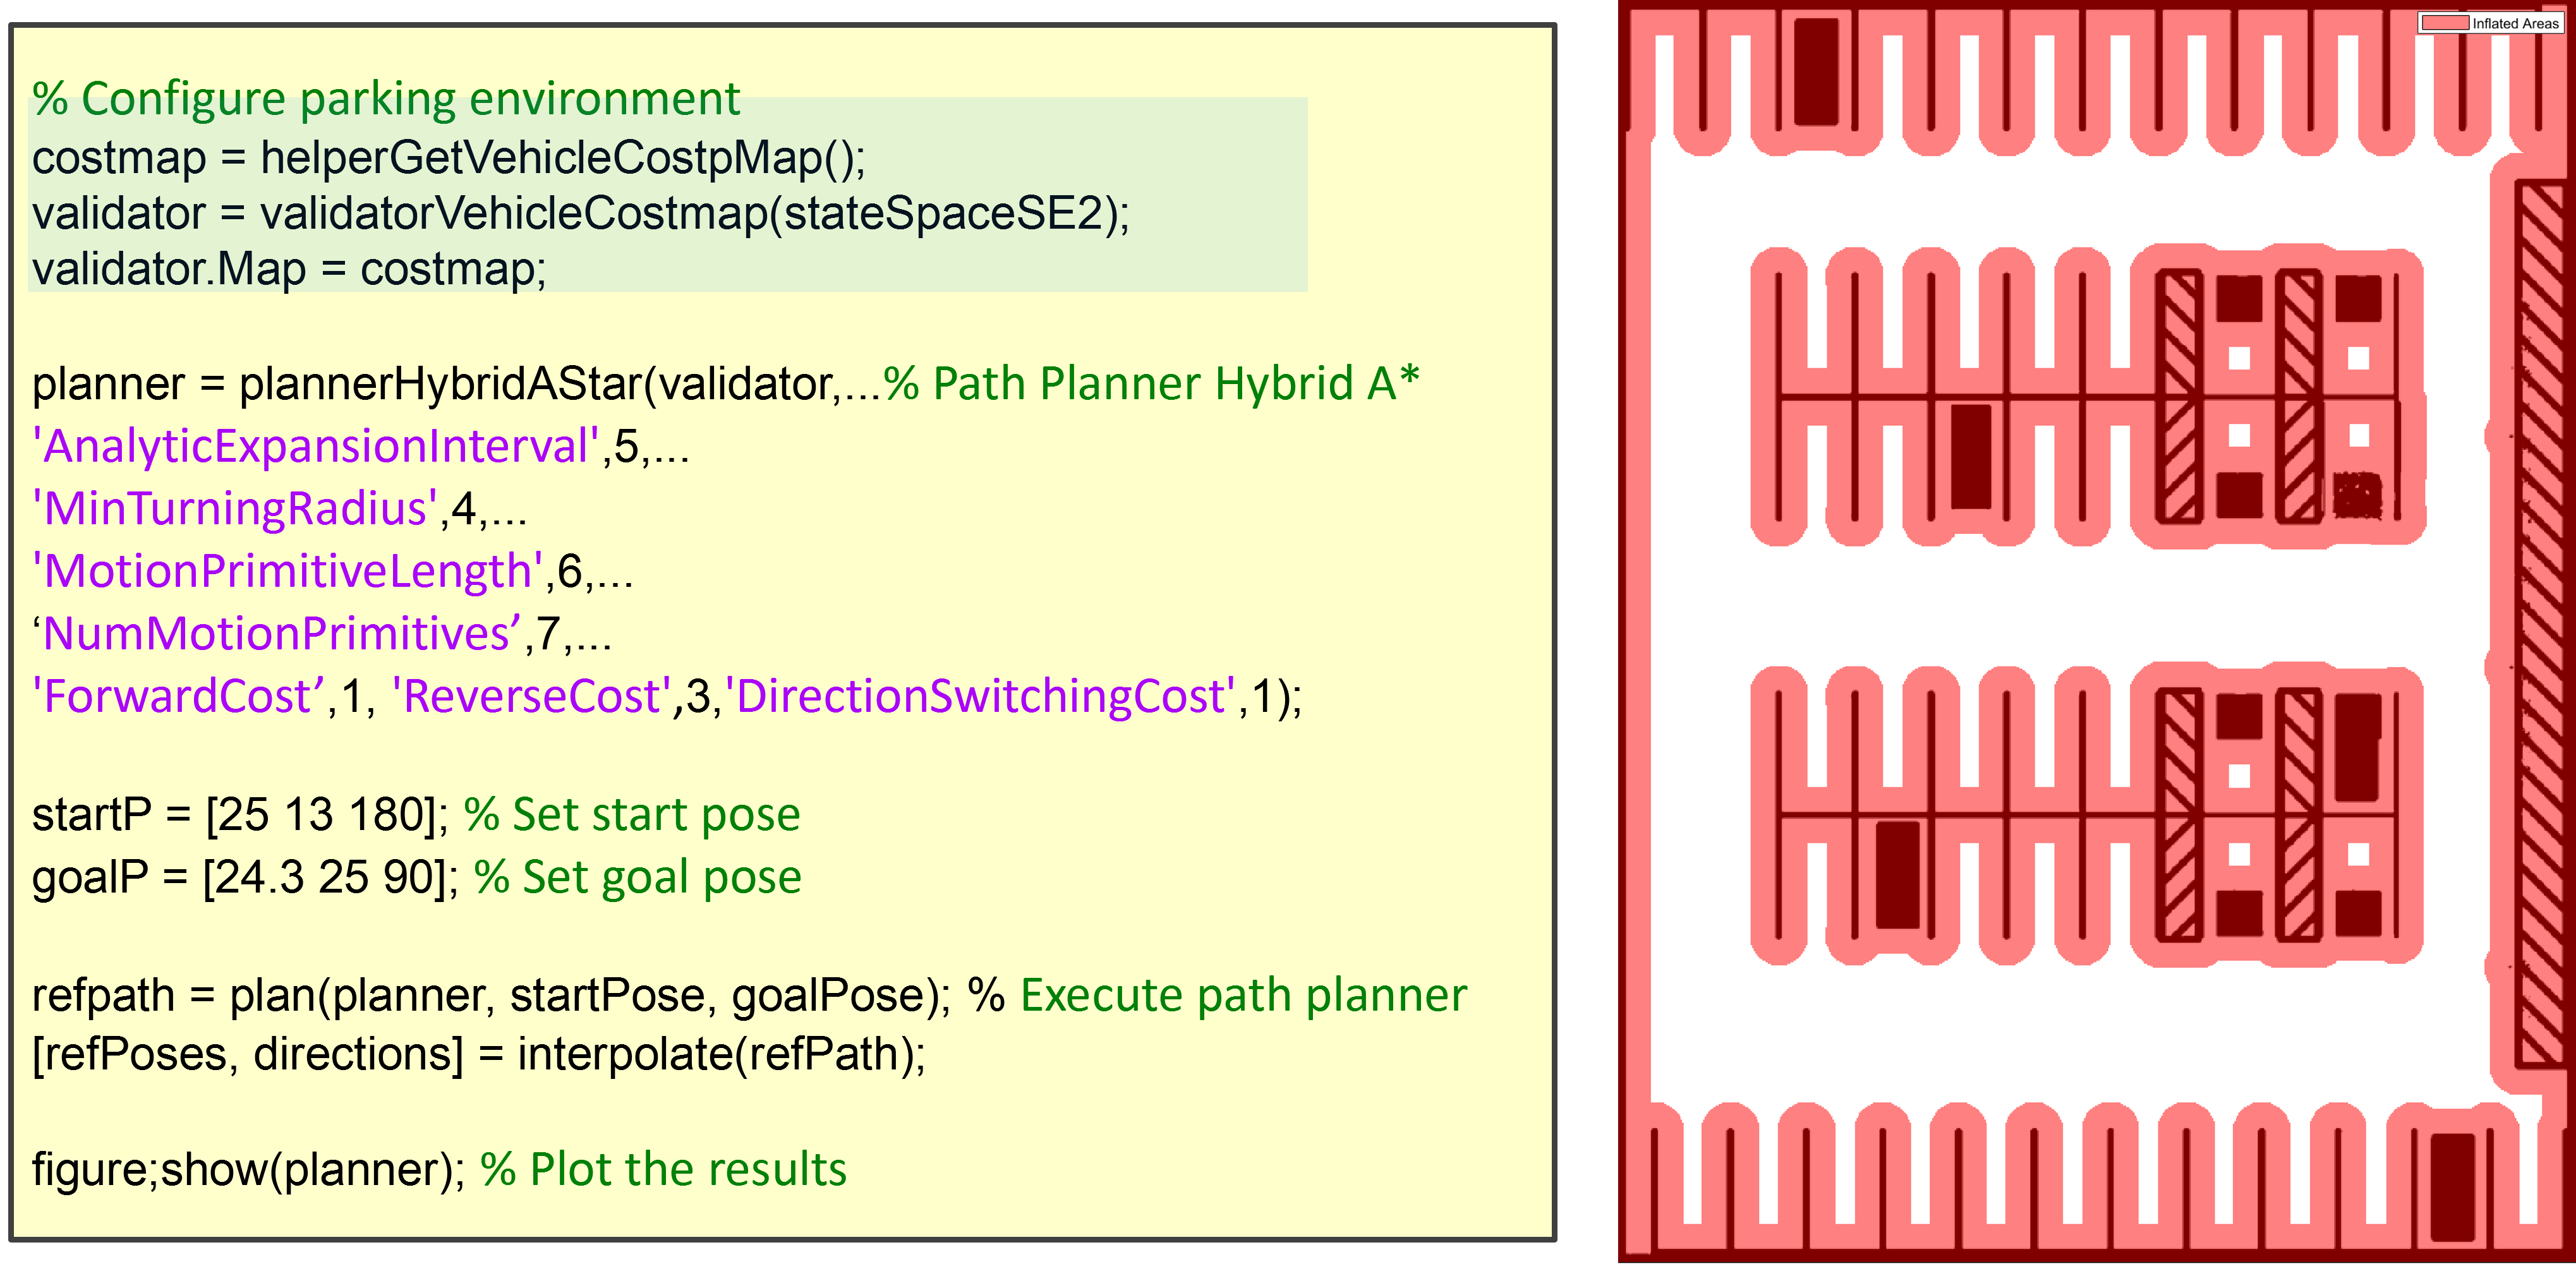 % Configure parking environment
costmap = helperGetVehicleCostpMap();
validator = validatorVehicleCostmap(stateSpaceSE2);
validator.Map = costmap;
planner = plannerHybridAStar(validator,...% Path Planner Hybrid A*
'AnalyticExpansionInterval',5,...
'MinTurningRadius',4,...
'MotionPrimitiveLength',6,...
‘NumMotionPrimitives’,7,...
'ForwardCost’,1, 'ReverseCost',3,'DirectionSwitchingCost',1);
startP = [25 13 180]; % Set start pose
goalP = [24.3 25 90]; % Set goal pose
refpath = plan(planner, startPose, goalPose); % Execute path planner
[refPoses, directions] = interpolate(refPath);
figure;show(planner); % Plot the results
Inflated Areas